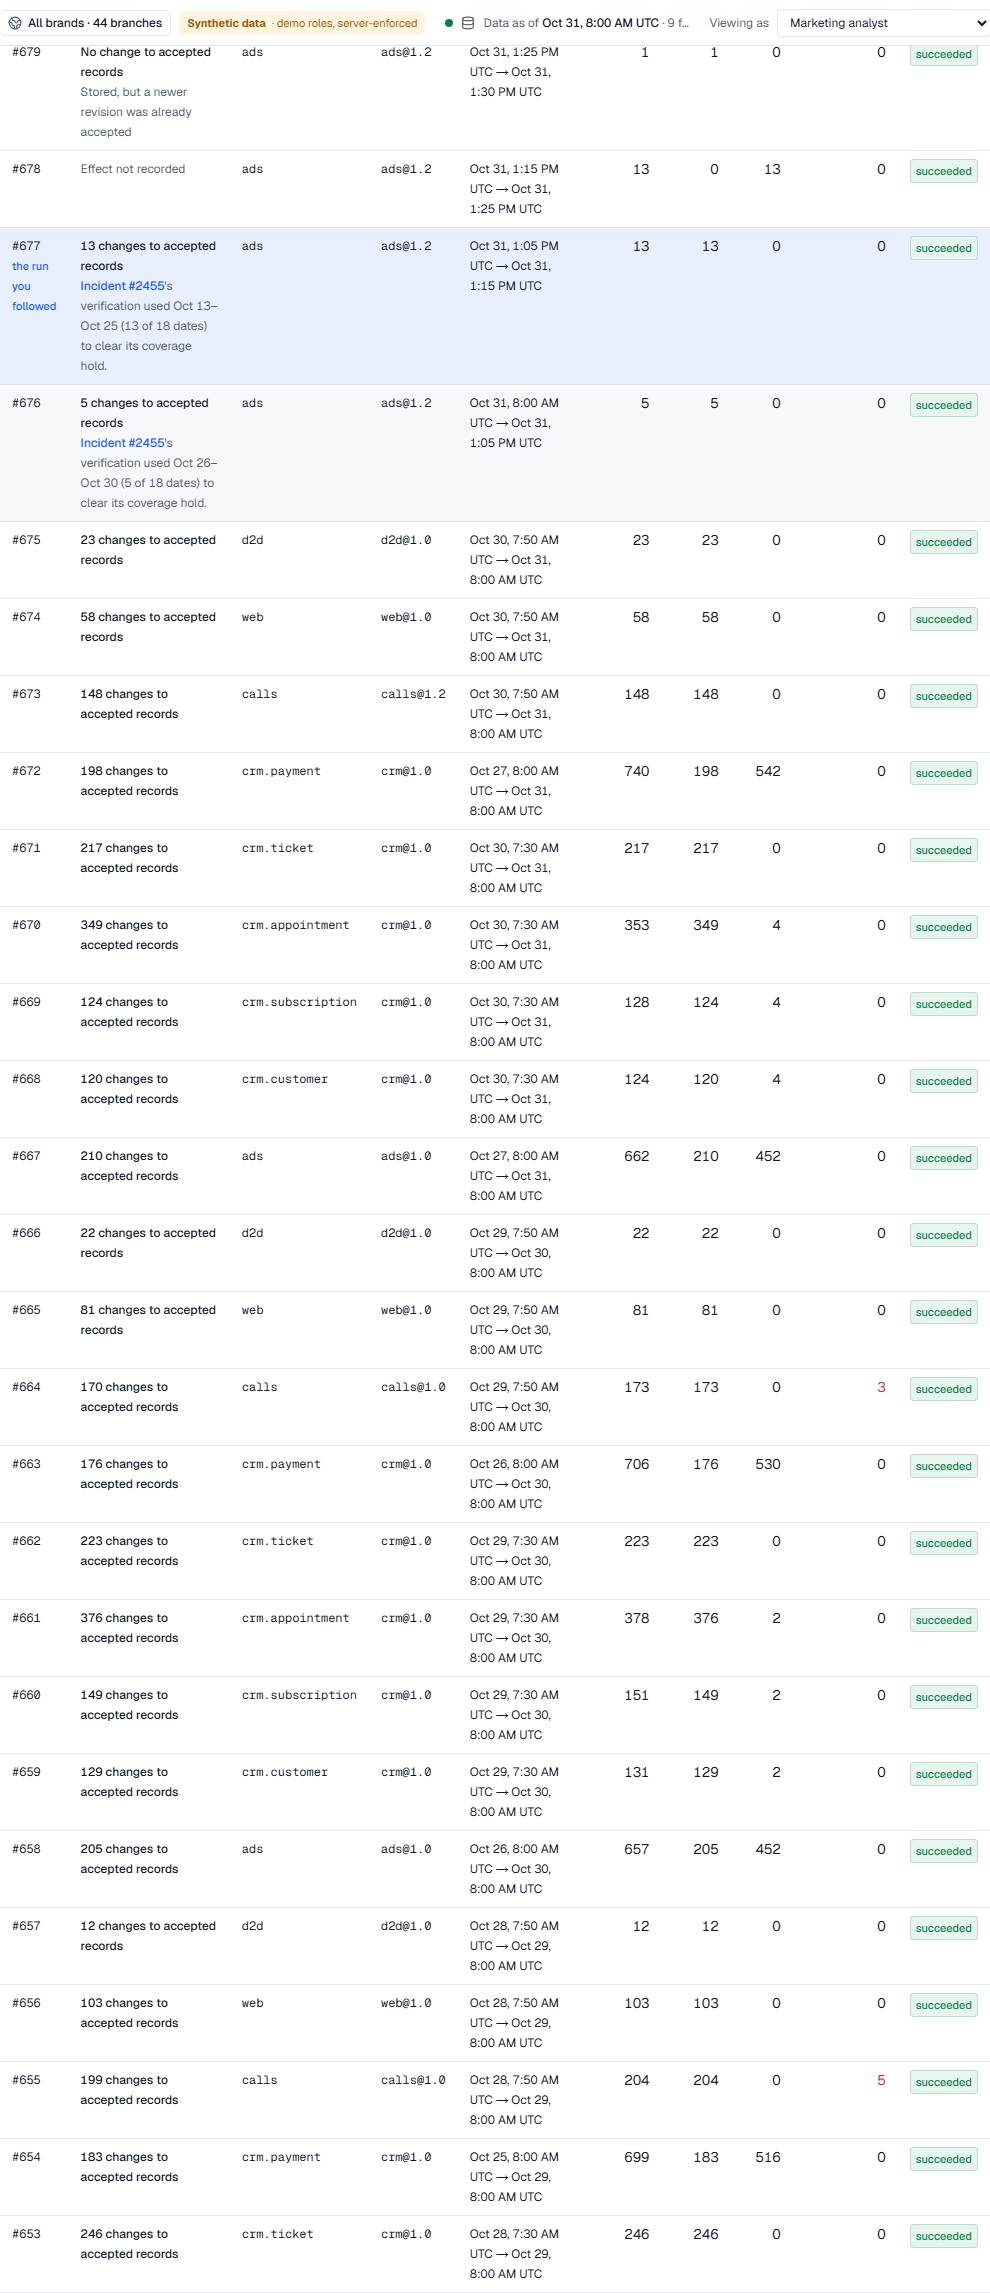 All brands · 44 branches Synthetic data · demo roles, server-enforced Data as of Oct 31, 8:00 AM UTC · 9 f… Viewing as Marketing analyst
#679 No change to accepted ads ads@1.2 Oct 31, 1:25 PM 1 1 0 0 succeeded
records UTC → Oct 31,
Stored, but a newer 1:30 PM UTC
revision was already
accepted
#678 Effect not recorded ads ads@1.2 Oct 31, 1:15 PM 13 0 13 0 succeeded
UTC → Oct 31,
1:25 PM UTC
#677 13 changes to accepted ads ads@1.2 Oct 31, 1:05 PM 13 13 0 0 succeeded
the run records UTC → Oct 31,
you Incident #2455's 1:15 PM UTC
followed verification used Oct 13–
Oct 25 (13 of 18 dates)
to clear its coverage
hold.
#676 5 changes to accepted ads ads@1.2 Oct 31, 8:00 AM 5 5 0 0 succeeded
records UTC → Oct 31,
Incident #2455's 1:05 PM UTC
verification used Oct 26–
Oct 30 (5 of 18 dates) to
clear its coverage hold.
#675 23 changes to accepted d2d d2d@1.0 Oct 30, 7:50 AM 23 23 0 0 succeeded
records UTC → Oct 31,
8:00 AM UTC
#674 58 changes to accepted web web@1.0 Oct 30, 7:50 AM 58 58 0 0 succeeded
records UTC → Oct 31,
8:00 AM UTC
#673 148 changes to calls calls@1.2 Oct 30, 7:50 AM 148 148 0 0 succeeded
accepted records UTC → Oct 31,
8:00 AM UTC
#672 198 changes to crm.payment crm@1.0 Oct 27, 8:00 AM 740 198 542 0 succeeded
accepted records UTC → Oct 31,
8:00 AM UTC
#671 217 changes to crm.ticket crm@1.0 Oct 30, 7:30 AM 217 217 0 0 succeeded
accepted records UTC → Oct 31,
8:00 AM UTC
#670 349 changes to crm.appointment crm@1.0 Oct 30, 7:30 AM 353 349 4 0 succeeded
accepted records UTC → Oct 31,
8:00 AM UTC
#669 124 changes to crm.subscription crm@1.0 Oct 30, 7:30 AM 128 124 4 0 succeeded
accepted records UTC → Oct 31,
8:00 AM UTC
#668 120 changes to crm.customer crm@1.0 Oct 30, 7:30 AM 124 120 4 0 succeeded
accepted records UTC → Oct 31,
8:00 AM UTC
#667 210 changes to ads ads@1.0 Oct 27, 8:00 AM 662 210 452 0 succeeded
accepted records UTC → Oct 31,
8:00 AM UTC
#666 22 changes to accepted d2d d2d@1.0 Oct 29, 7:50 AM 22 22 0 0 succeeded
records UTC → Oct 30,
8:00 AM UTC
#665 81 changes to accepted web web@1.0 Oct 29, 7:50 AM 81 81 0 0 succeeded
records UTC → Oct 30,
8:00 AM UTC
#664 170 changes to calls calls@1.0 Oct 29, 7:50 AM 173 173 0 3 succeeded
accepted records UTC → Oct 30,
8:00 AM UTC
#663 176 changes to crm.payment crm@1.0 Oct 26, 8:00 AM 706 176 530 0 succeeded
accepted records UTC → Oct 30,
8:00 AM UTC
#662 223 changes to crm.ticket crm@1.0 Oct 29, 7:30 AM 223 223 0 0 succeeded
accepted records UTC → Oct 30,
8:00 AM UTC
#661 376 changes to crm.appointment crm@1.0 Oct 29, 7:30 AM 378 376 2 0 succeeded
accepted records UTC → Oct 30,
8:00 AM UTC
#660 149 changes to crm.subscription crm@1.0 Oct 29, 7:30 AM 151 149 2 0 succeeded
accepted records UTC → Oct 30,
8:00 AM UTC
#659 129 changes to crm.customer crm@1.0 Oct 29, 7:30 AM 131 129 2 0 succeeded
accepted records UTC → Oct 30,
8:00 AM UTC
#658 205 changes to ads ads@1.0 Oct 26, 8:00 AM 657 205 452 0 succeeded
accepted records UTC → Oct 30,
8:00 AM UTC
#657 12 changes to accepted d2d d2d@1.0 Oct 28, 7:50 AM 12 12 0 0 succeeded
records UTC → Oct 29,
8:00 AM UTC
#656 103 changes to web web@1.0 Oct 28, 7:50 AM 103 103 0 0 succeeded
accepted records UTC → Oct 29,
8:00 AM UTC
#655 199 changes to calls calls@1.0 Oct 28, 7:50 AM 204 204 0 5 succeeded
accepted records UTC → Oct 29,
8:00 AM UTC
#654 183 changes to crm.payment crm@1.0 Oct 25, 8:00 AM 699 183 516 0 succeeded
accepted records UTC → Oct 29,
8:00 AM UTC
#653 246 changes to crm.ticket crm@1.0 Oct 28, 7:30 AM 246 246 0 0 succeeded
accepted records UTC → Oct 29,
8:00 AM UTC